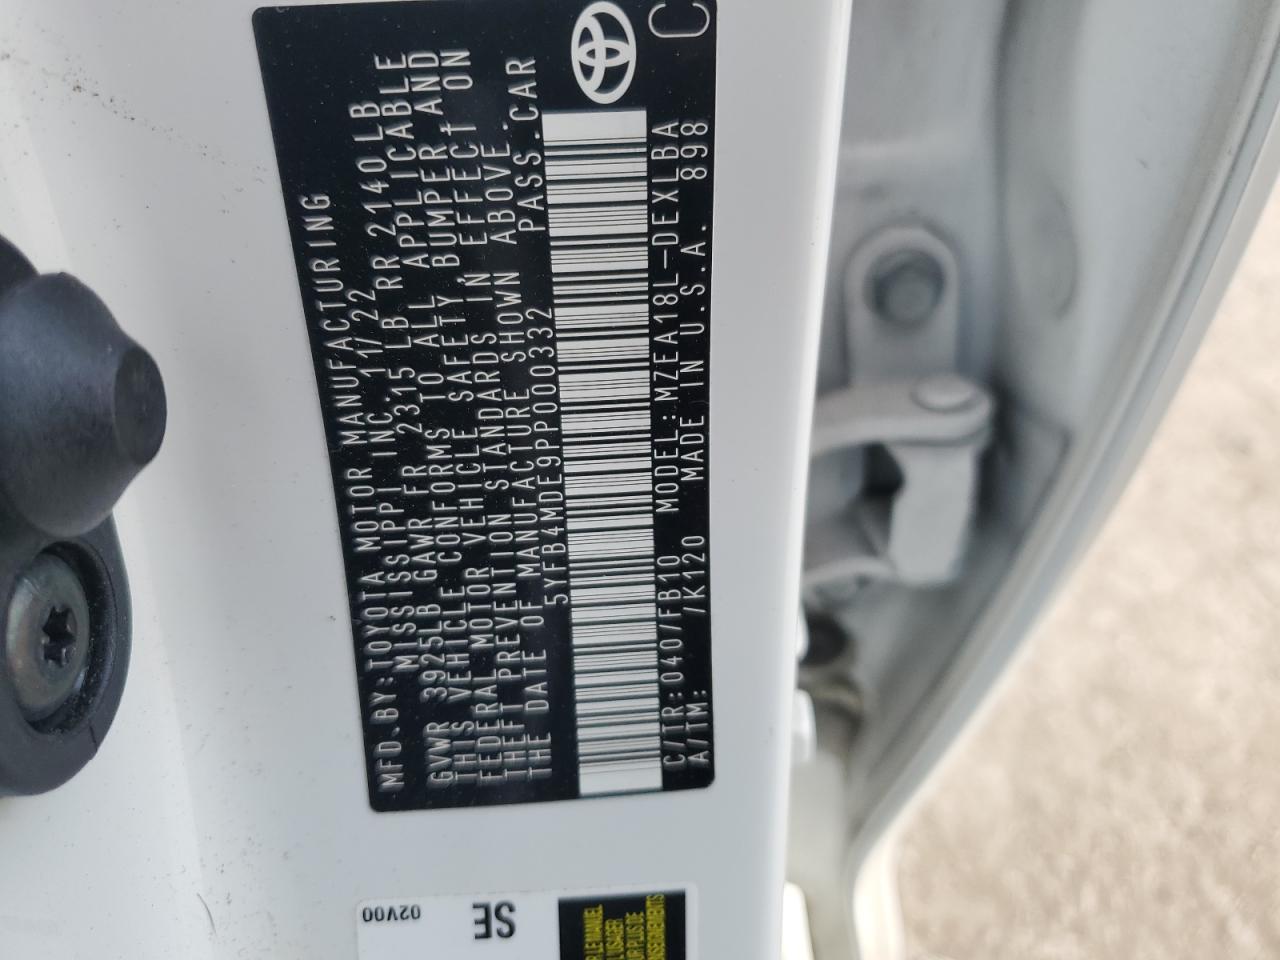 MFD.BY:TOYOTA MOTOR MANUFACTURING
MISSISSIPPI INC. 11/22
GVWR 3925LB GAWR FR 2315 LB RR 2140LB
THIS VEHICLE CONFORMS TO ALL APPLICABLE
FEDERAL MOTOR VEHICLE SAFETY BUMPER AND
THEFT PREVENTION STANDARDS IN EFFECT ON
THE DATE OF MANUFACTURE SHOWN ABOVE.
5YFB4MDE9PP000332 PASS.CAR
C/TR:040/FB10 MODEL:MZEA18L-DEXLBA
A/TM: /K120 MADE IN U.S.A. 898
C
02V00
SE